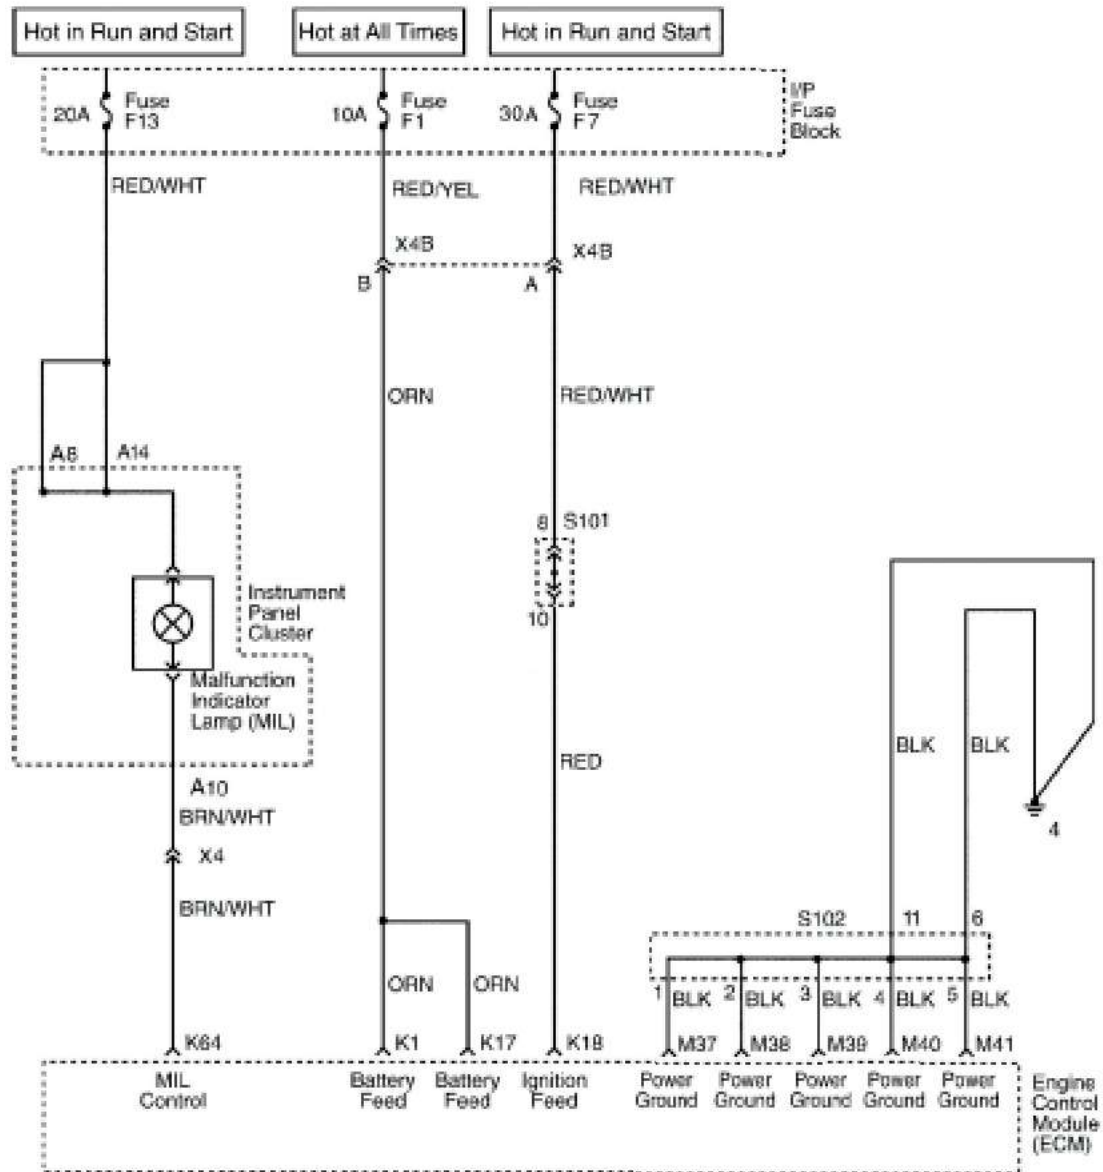 Hot in Run and Start
Hot at All Times
Hot in Run and Start
20A
Fuse
F13
10A
Fuse
F1
30A
Fuse
F7
I/P
Fuse
Block
RED/WHT
RED/YEL
RED/WHT
X4B
X4B
B
A
ORN
RED/WHT
A6
A14
8
S101
10
Instrument
Panel
Cluster
Malfunction
Indicator
Lamp (MIL)
RED
BLK
BLK
4
A10
BRN/WHT
X4
BRN/WHT
S102
11
6
ORN
ORN
1
BLK
2
BLK
3
BLK
4
BLK
5
BLK
K64
K1
K17
K18
M37
M38
M39
M40
M41
MIL
Control
Battery
Feed
Battery
Feed
Ignition
Feed
Power
Ground
Power
Ground
Power
Ground
Power
Ground
Power
Ground
Engine
Control
Module
(ECM)